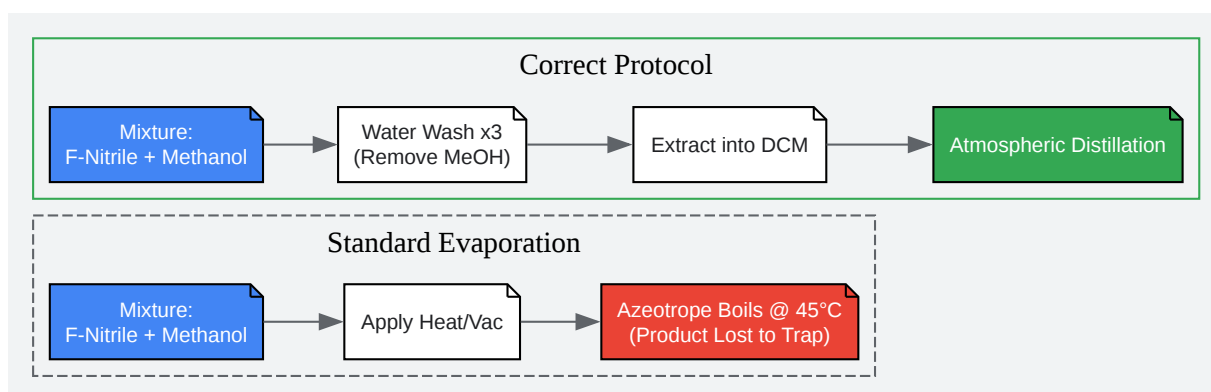 Correct Protocol
Mixture:
F-Nitrile + Methanol
Water Wash x3
(Remove MeOH)
Extract into DCM
Atmospheric Distillation
Standard Evaporation
Mixture:
F-Nitrile + Methanol
Apply Heat/Vac
Azeotrope Boils @ 45°C
(Product Lost to Trap)